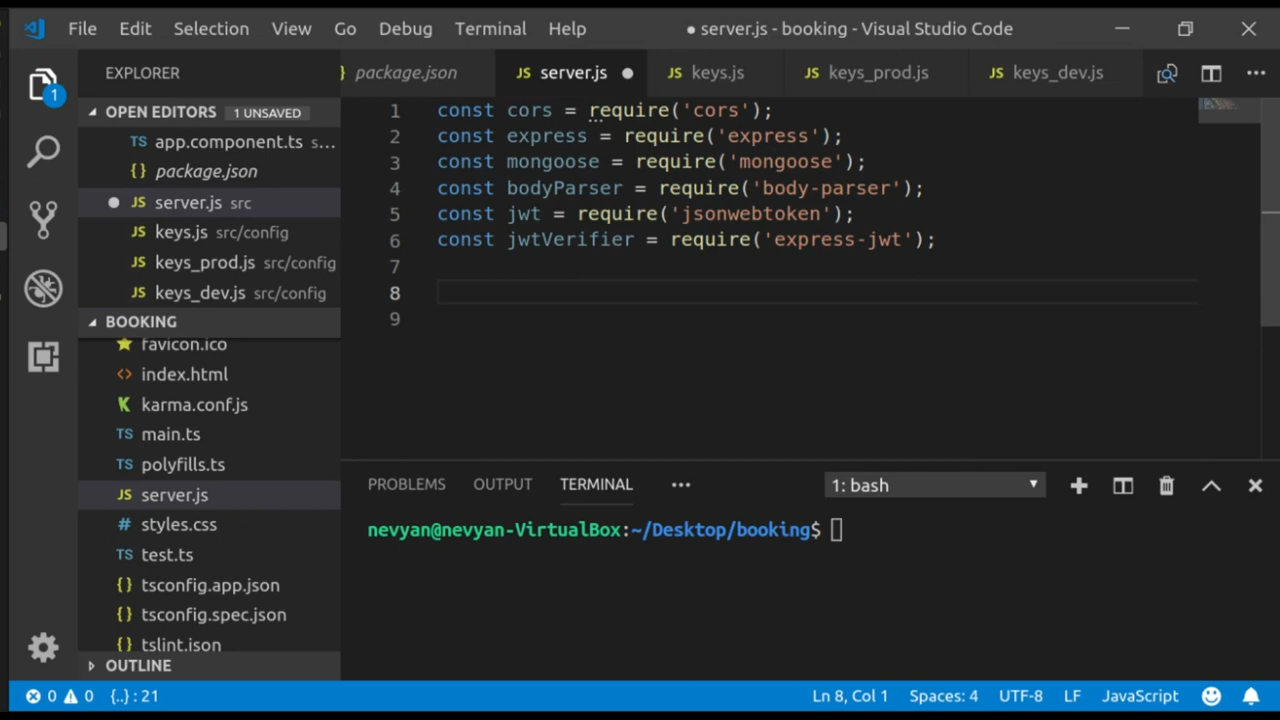 File Edit Selection View Go Debug Terminal Help ● server.js - booking - Visual Studio Code
EXPLORER
OPEN EDITORS 1 UNSAVED
TS app.component.ts s...
{} package.json
● JS server.js src
JS keys.js src/config
JS keys_prod.js src/config
JS keys_dev.js src/config
BOOKING
favicon.ico
<> index.html
karma.conf.js
TS main.ts
TS polyfills.ts
JS server.js
# styles.css
TS test.ts
{} tsconfig.app.json
{} tsconfig.spec.json
{} tslint.json
OUTLINE
} package.json JS server.js ● JS keys.js JS keys_prod.js JS keys_dev.js
1 const cors = require('cors');
2 const express = require('express');
3 const mongoose = require('mongoose');
4 const bodyParser = require('body-parser');
5 const jwt = require('jsonwebtoken');
6 const jwtVerifier = require('express-jwt');
7
8
9
PROBLEMS OUTPUT TERMINAL ... 1: bash
nevyan@nevyan-VirtualBox:~/Desktop/booking$
0 0 {..} : 21 Ln 8, Col 1 Spaces: 4 UTF-8 LF JavaScript
1